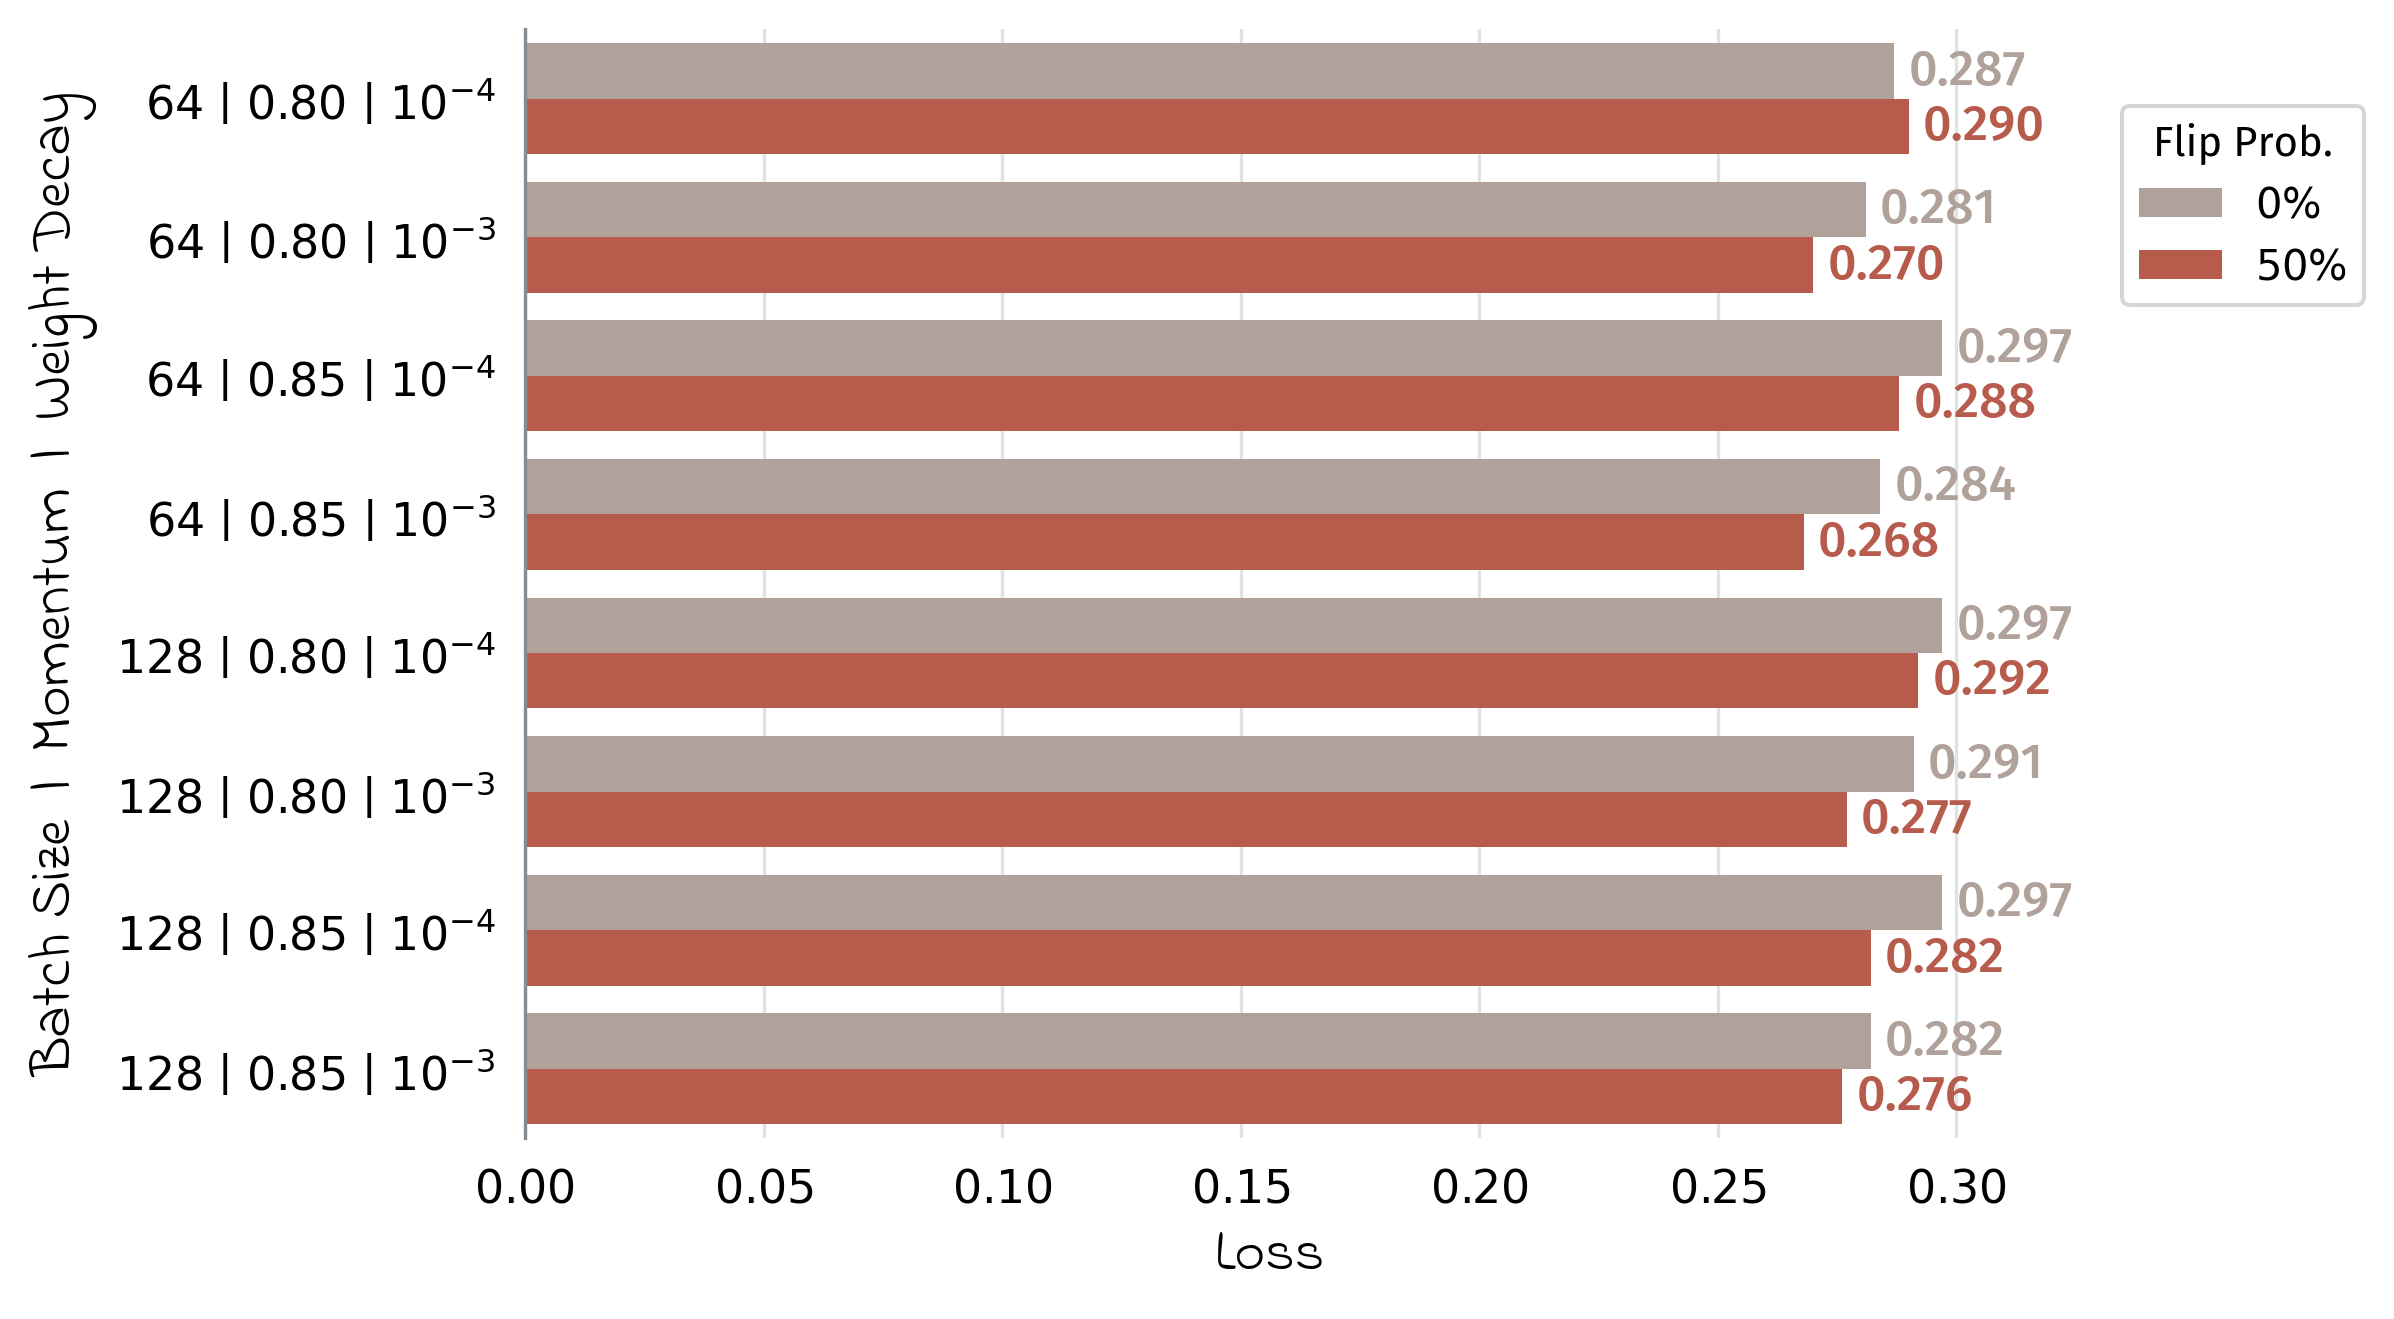 Batch Size | Momentum | Weight Decay
64 | 0.80 | 10⁻⁴
0.287
0.290
64 | 0.80 | 10⁻³
0.281
0.270
64 | 0.85 | 10⁻⁴
0.297
0.288
64 | 0.85 | 10⁻³
0.284
0.268
128 | 0.80 | 10⁻⁴
0.297
0.292
128 | 0.80 | 10⁻³
0.291
0.277
128 | 0.85 | 10⁻⁴
0.297
0.282
128 | 0.85 | 10⁻³
0.282
0.276
0.00 0.05 0.10 0.15 0.20 0.25 0.30
Loss
Flip Prob.
0%
50%